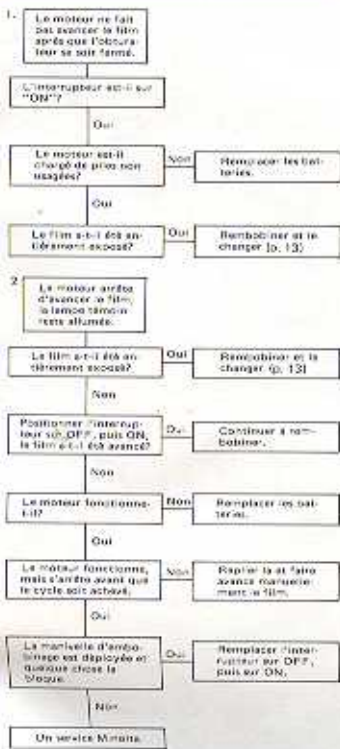 1.
Le moteur ne fait
pas avancer le film
après que l'obtura-
teur se soit fermé.
L'interrupteur est-il sur
"ON"?
Oui
Le moteur est-il
chargé de piles non
usagées?
Non
Remplacer les bat-
teries.
Oui
Le film a-t-il été en-
tièrement exposé?
Oui
Rembobiner et le
changer (p. 13)
2
Le moteur arrête
d'avancer le film,
la lampe témoin
reste allumée.
Le film a-t-il été en-
tièrement exposé?
Oui
Rembobiner et le
changer (p. 13)
Non
Positionner l'interrup-
teur sur OFF, puis ON,
le film a-t-il été avancé?
Oui
Continuer à rem-
bobiner.
Non
Le moteur fonctionne-
t-il?
Non
Remplacer les bat-
teries.
Oui
Le moteur fonctionne,
mais s'arrête avant que
le cycle soit achevé.
Non
la et faire
avance manuelle-
ment le film.
Oui
La manivelle d'embo-
binage est déployée et
quelque chose la
bloque.
Oui
Remplacer l'inter-
rupteur sur OFF,
puis sur ON.
Non
Un service Minolta.